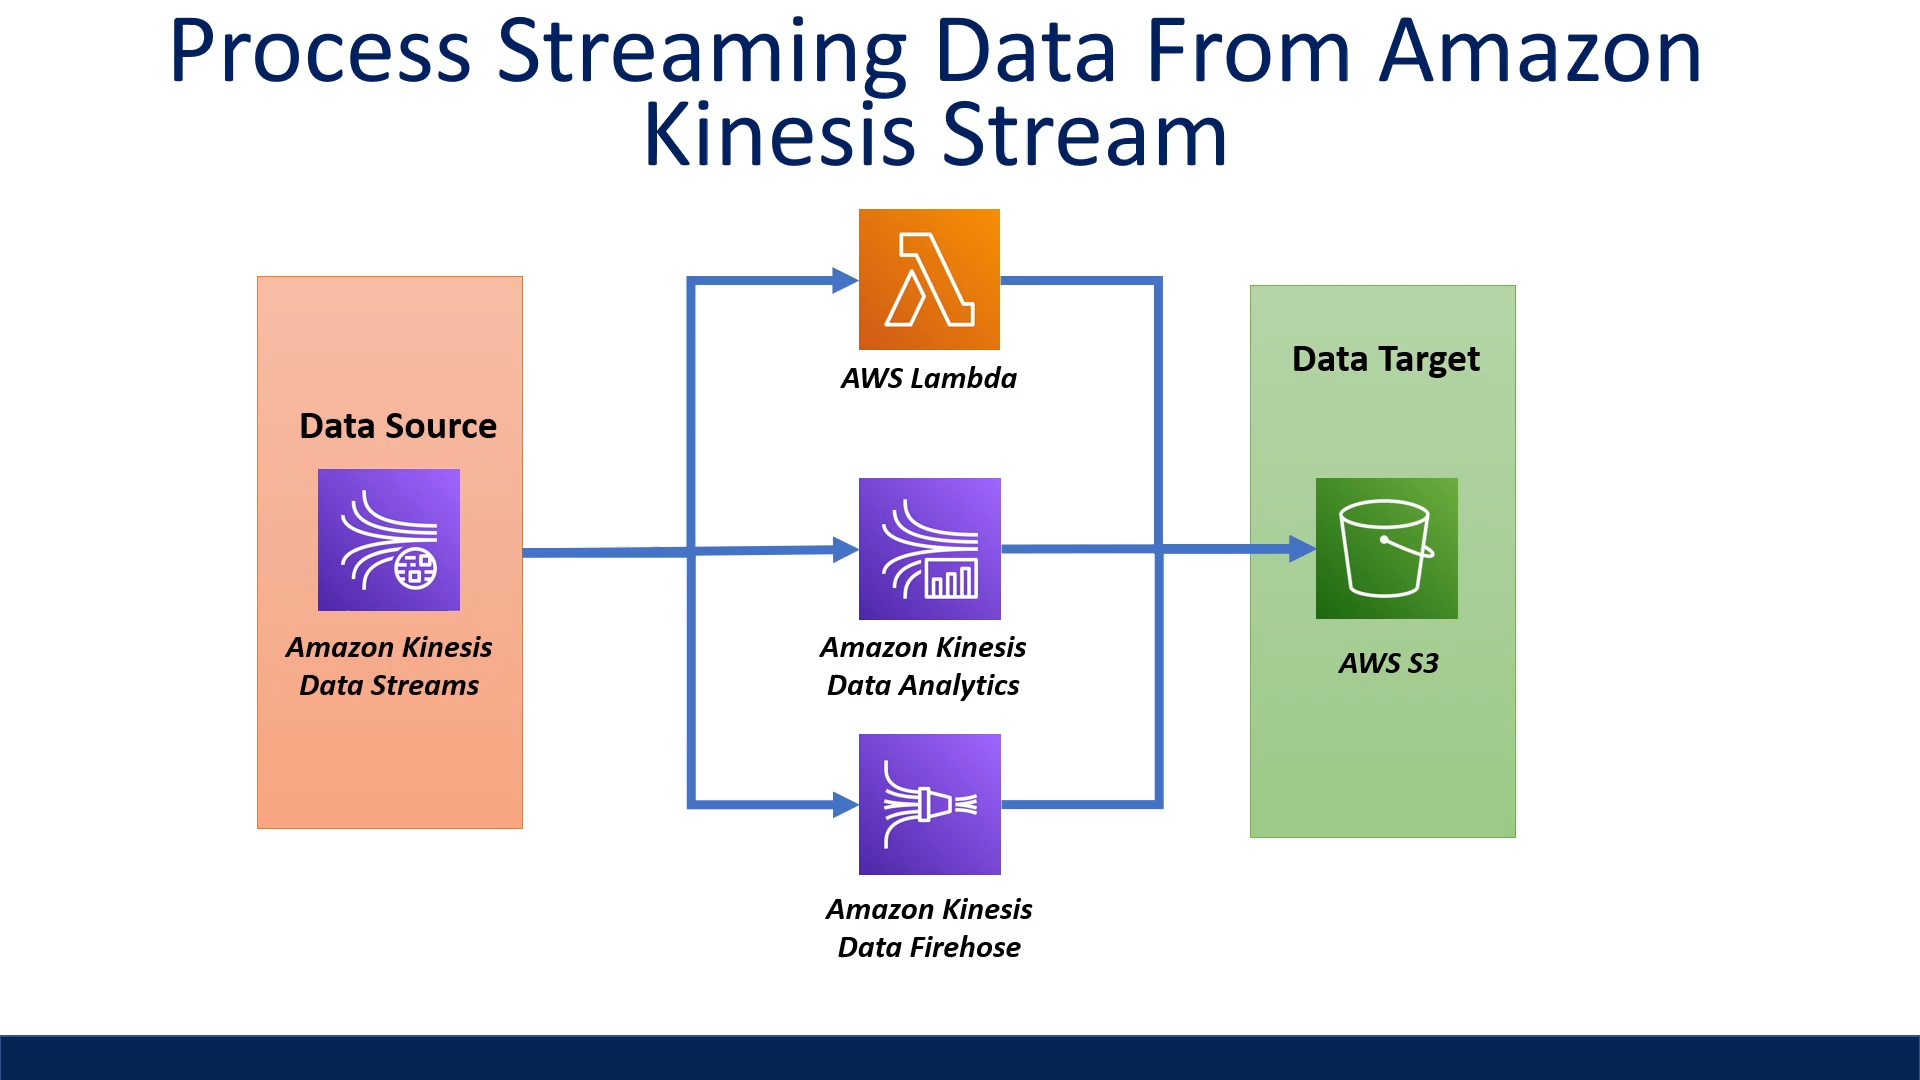 Process Streaming Data From Amazon
Kinesis Stream
Data Source
Amazon Kinesis
Data Streams
AWS Lambda
Amazon Kinesis
Data Analytics
Amazon Kinesis
Data Firehose
Data Target
AWS S3